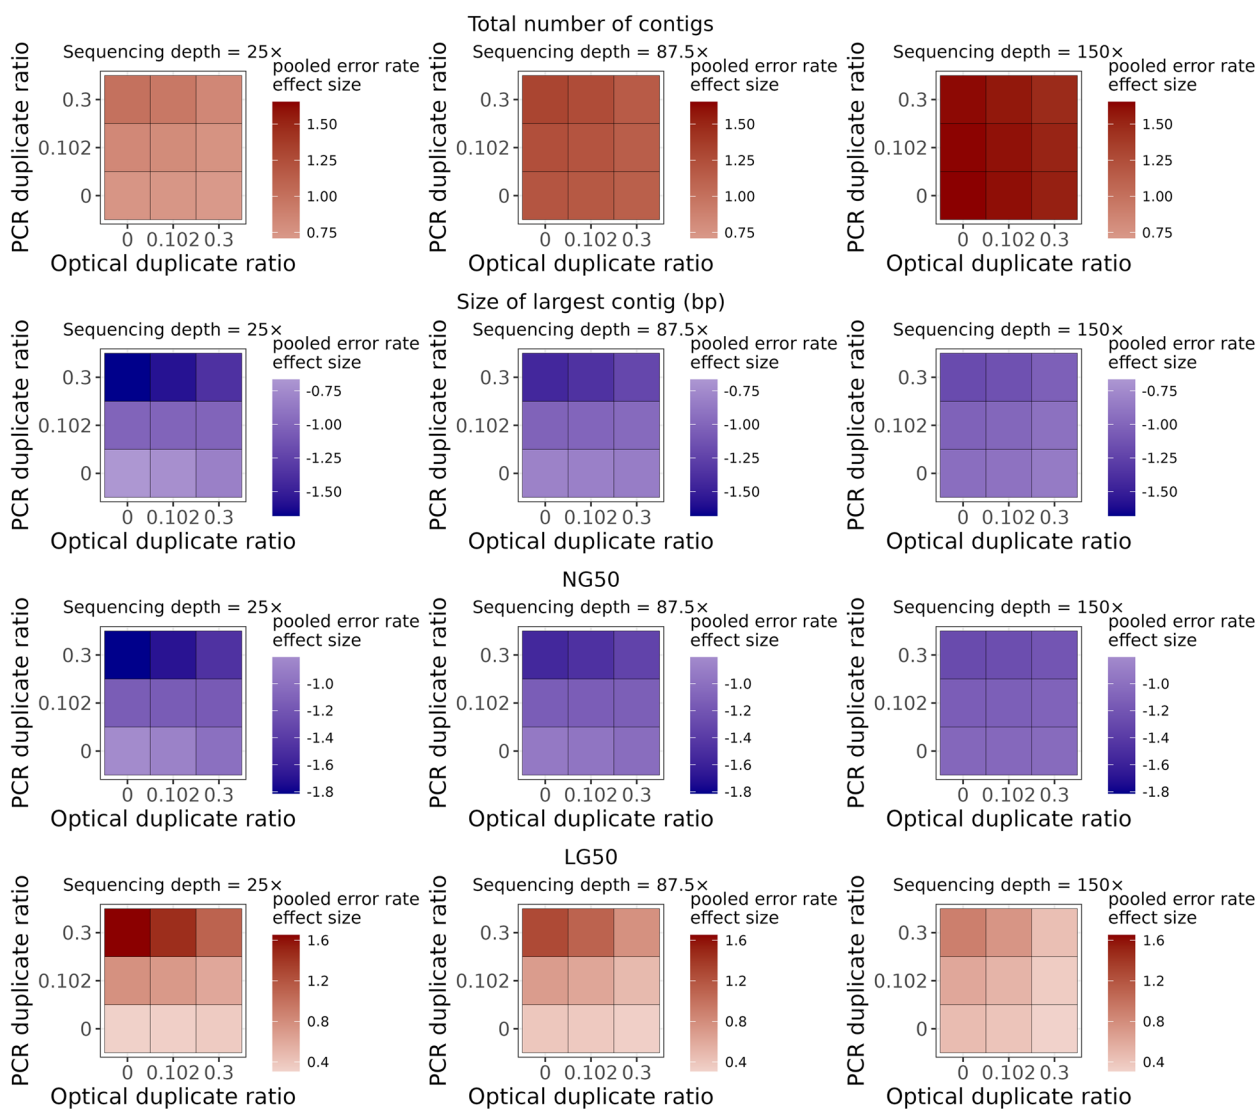 Total number of contigs
Sequencing depth = 25×
PCR duplicate ratio
0.3
0.102
0
0 0.102 0.3
Optical duplicate ratio
pooled error rate
effect size
1.50
1.25
1.00
0.75
Sequencing depth = 87.5×
PCR duplicate ratio
0.3
0.102
0
0 0.102 0.3
Optical duplicate ratio
pooled error rate
effect size
1.50
1.25
1.00
0.75
Sequencing depth = 150×
PCR duplicate ratio
0.3
0.102
0
0 0.102 0.3
Optical duplicate ratio
pooled error rate
effect size
1.50
1.25
1.00
0.75
Size of largest contig (bp)
Sequencing depth = 25×
PCR duplicate ratio
0.3
0.102
0
0 0.102 0.3
Optical duplicate ratio
pooled error rate
effect size
-0.75
-1.00
-1.25
-1.50
Sequencing depth = 87.5×
PCR duplicate ratio
0.3
0.102
0
0 0.102 0.3
Optical duplicate ratio
pooled error rate
effect size
-0.75
-1.00
-1.25
-1.50
Sequencing depth = 150×
PCR duplicate ratio
0.3
0.102
0
0 0.102 0.3
Optical duplicate ratio
pooled error rate
effect size
-0.75
-1.00
-1.25
-1.50
NG50
Sequencing depth = 25×
PCR duplicate ratio
0.3
0.102
0
0 0.102 0.3
Optical duplicate ratio
pooled error rate
effect size
-1.0
-1.2
-1.4
-1.6
-1.8
Sequencing depth = 87.5×
PCR duplicate ratio
0.3
0.102
0
0 0.102 0.3
Optical duplicate ratio
pooled error rate
effect size
-1.0
-1.2
-1.4
-1.6
-1.8
Sequencing depth = 150×
PCR duplicate ratio
0.3
0.102
0
0 0.102 0.3
Optical duplicate ratio
pooled error rate
effect size
-1.0
-1.2
-1.4
-1.6
-1.8
LG50
Sequencing depth = 25×
PCR duplicate ratio
0.3
0.102
0
0 0.102 0.3
Optical duplicate ratio
pooled error rate
effect size
1.6
1.2
0.8
0.4
Sequencing depth = 87.5×
PCR duplicate ratio
0.3
0.102
0
0 0.102 0.3
Optical duplicate ratio
pooled error rate
effect size
1.6
1.2
0.8
0.4
Sequencing depth = 150×
PCR duplicate ratio
0.3
0.102
0
0 0.102 0.3
Optical duplicate ratio
pooled error rate
effect size
1.6
1.2
0.8
0.4